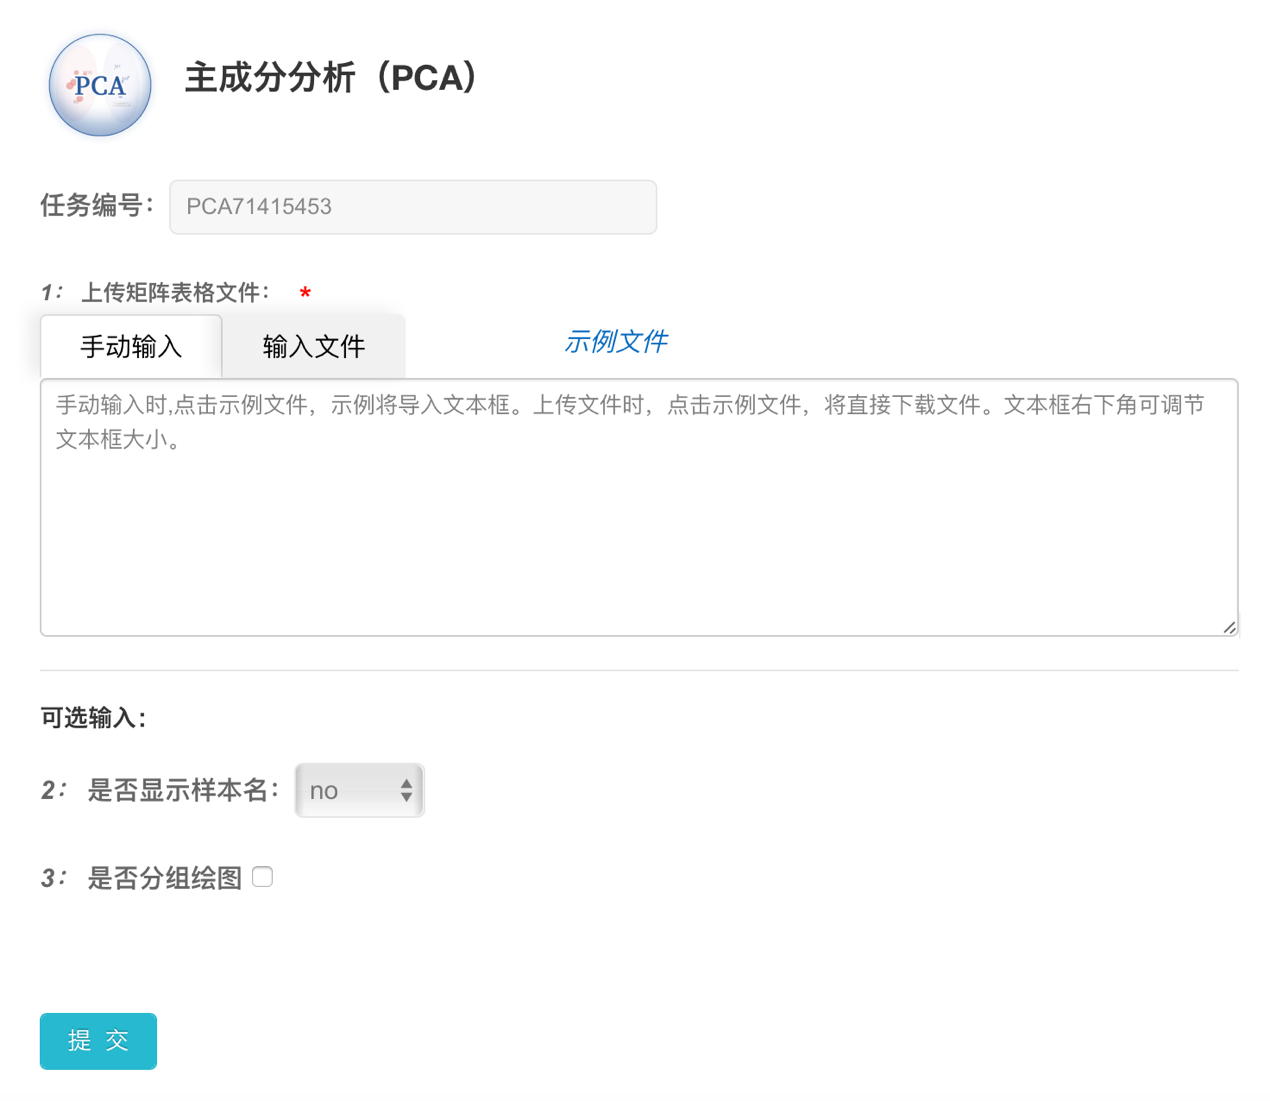 PCA
主成分分析（PCA）
任务编号：
PCA71415453
1： 上传矩阵表格文件： *
手动输入
输入文件
示例文件
手动输入时,点击示例文件，示例将导入文本框。上传文件时，点击示例文件，将直接下载文件。文本框右下角可调节
文本框大小。
可选输入：
2： 是否显示样本名：
no
3： 是否分组绘图
提 交